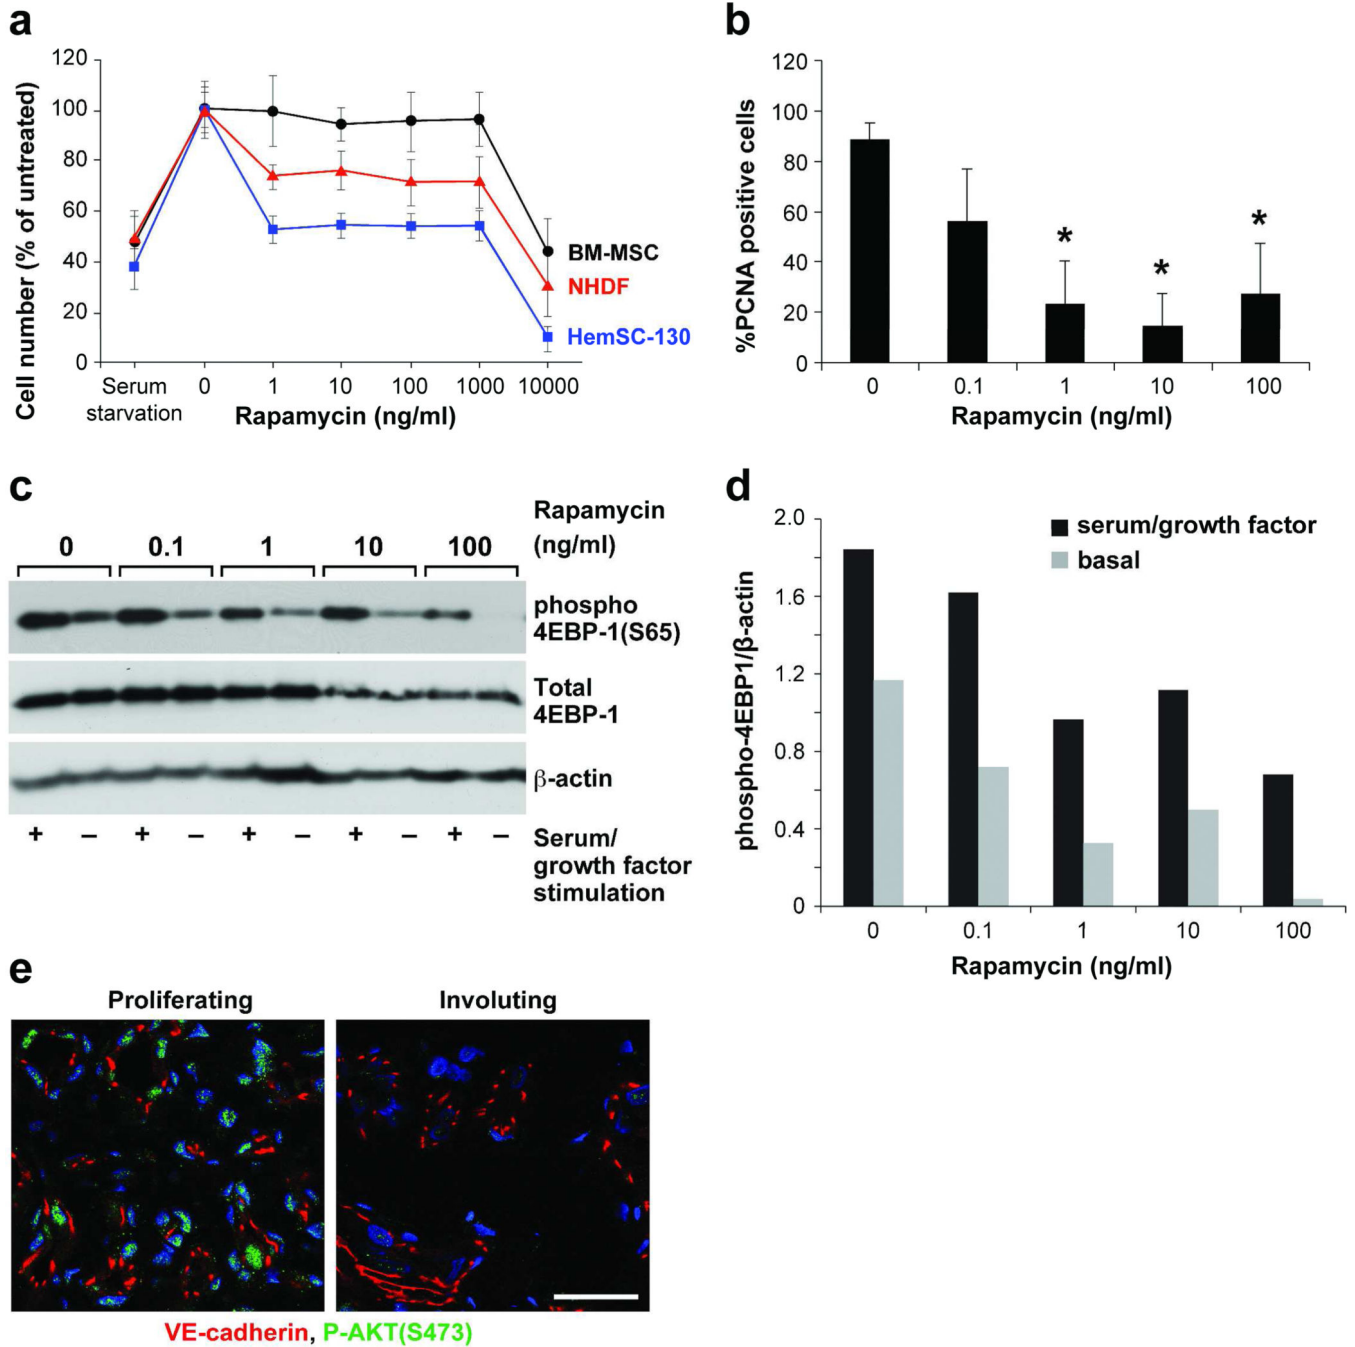 a
Cell number (% of untreated)
120
100
80
60
40
20
0
BM-MSC
NHDF
HemSC-130
Serum starvation
0 1 10 100 1000 10000
Rapamycin (ng/ml)
b
%PCNA positive cells
120
100
80
60
40
20
0
* * *
0 0.1 1 10 100
Rapamycin (ng/ml)
c
Rapamycin
(ng/ml)
0 0.1 1 10 100
phospho
4EBP-1(S65)
Total
4EBP-1
β-actin
+ – + – + – + – + –
Serum/
growth factor
stimulation
d
phospho-4EBP1/β-actin
2.0
1.6
1.2
0.8
0.4
0
serum/growth factor
basal
0 0.1 1 10 100
Rapamycin (ng/ml)
e
Proliferating Involuting
VE-cadherin, P-AKT(S473)